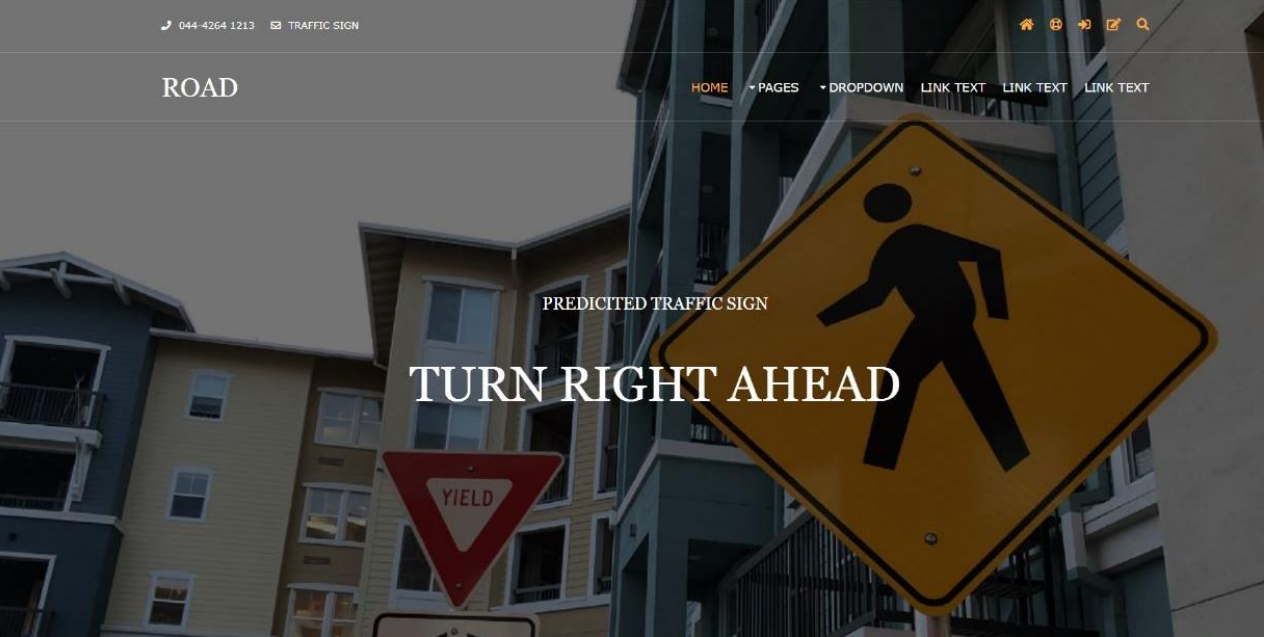 044-4264 1213 TRAFFIC SIGN
ROAD
HOME PAGES DROPDOWN LINK TEXT LINK TEXT LINK TEXT
PREDICITED TRAFFIC SIGN
TURN RIGHT AHEAD
YIELD